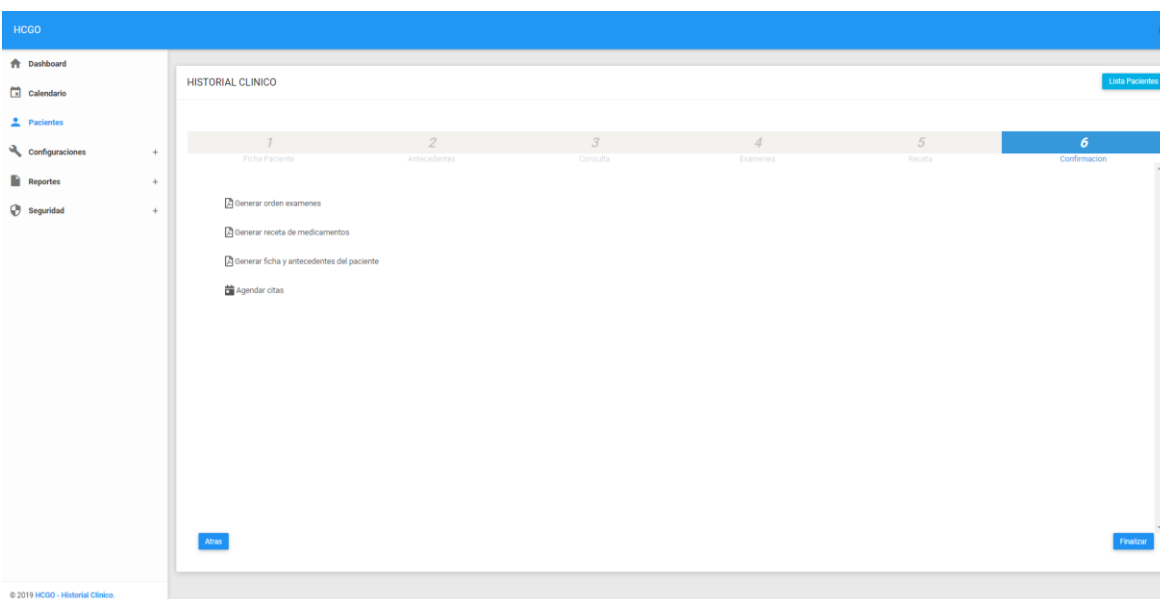 HCGO
Dashboard
Calendario
Pacientes
Configuraciones +
Reportes +
Seguridad +
HISTORIAL CLINICO
Lista Pacientes
1 2 3 4 5 6
Ficha Paciente Antecedentes Consulta Examenes Receta Confirmacion
Generar orden examenes
Generar receta de medicamentos
Generar ficha y antecedentes del paciente
Agendar citas
Atras Finalizar
© 2019 HCGO - Historial Clínico.